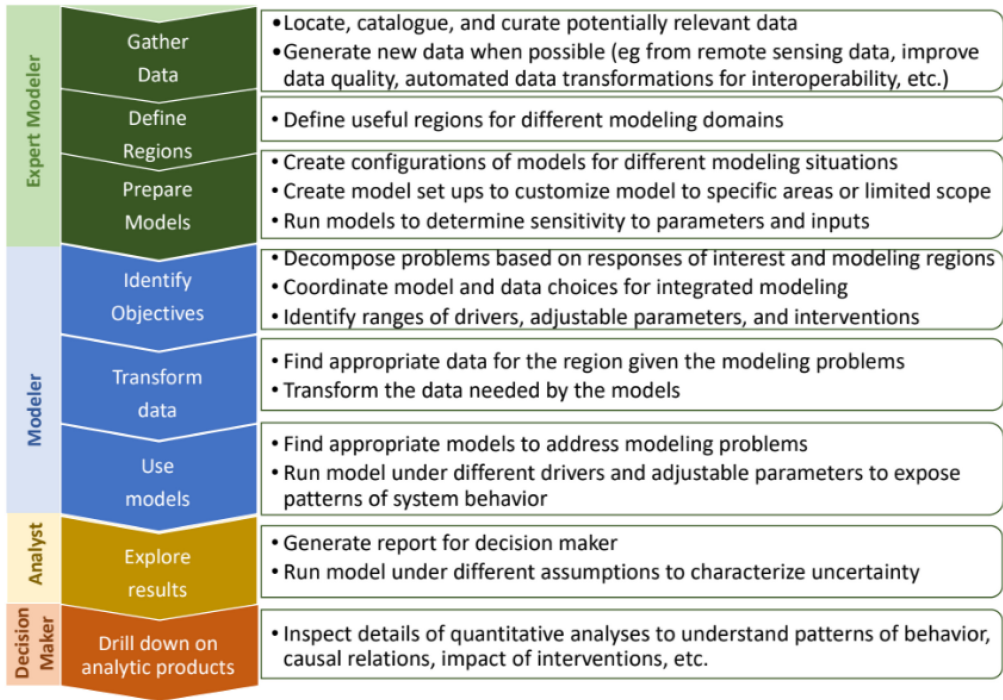 Expert Modeler
Gather
Data
•Locate, catalogue, and curate potentially relevant data
•Generate new data when possible (eg from remote sensing data, improve
data quality, automated data transformations for interoperability, etc.)
Define
Regions
• Define useful regions for different modeling domains
Prepare
Models
• Create configurations of models for different modeling situations
• Create model set ups to customize model to specific areas or limited scope
• Run models to determine sensitivity to parameters and inputs
Modeler
Identify
Objectives
• Decompose problems based on responses of interest and modeling regions
• Coordinate model and data choices for integrated modeling
• Identify ranges of drivers, adjustable parameters, and interventions
Transform
data
• Find appropriate data for the region given the modeling problems
• Transform the data needed by the models
Use
models
• Find appropriate models to address modeling problems
• Run model under different drivers and adjustable parameters to expose
patterns of system behavior
Analyst
Explore
results
• Generate report for decision maker
• Run model under different assumptions to characterize uncertainty
Decision
Maker
Drill down on
analytic products
• Inspect details of quantitative analyses to understand patterns of behavior,
causal relations, impact of interventions, etc.